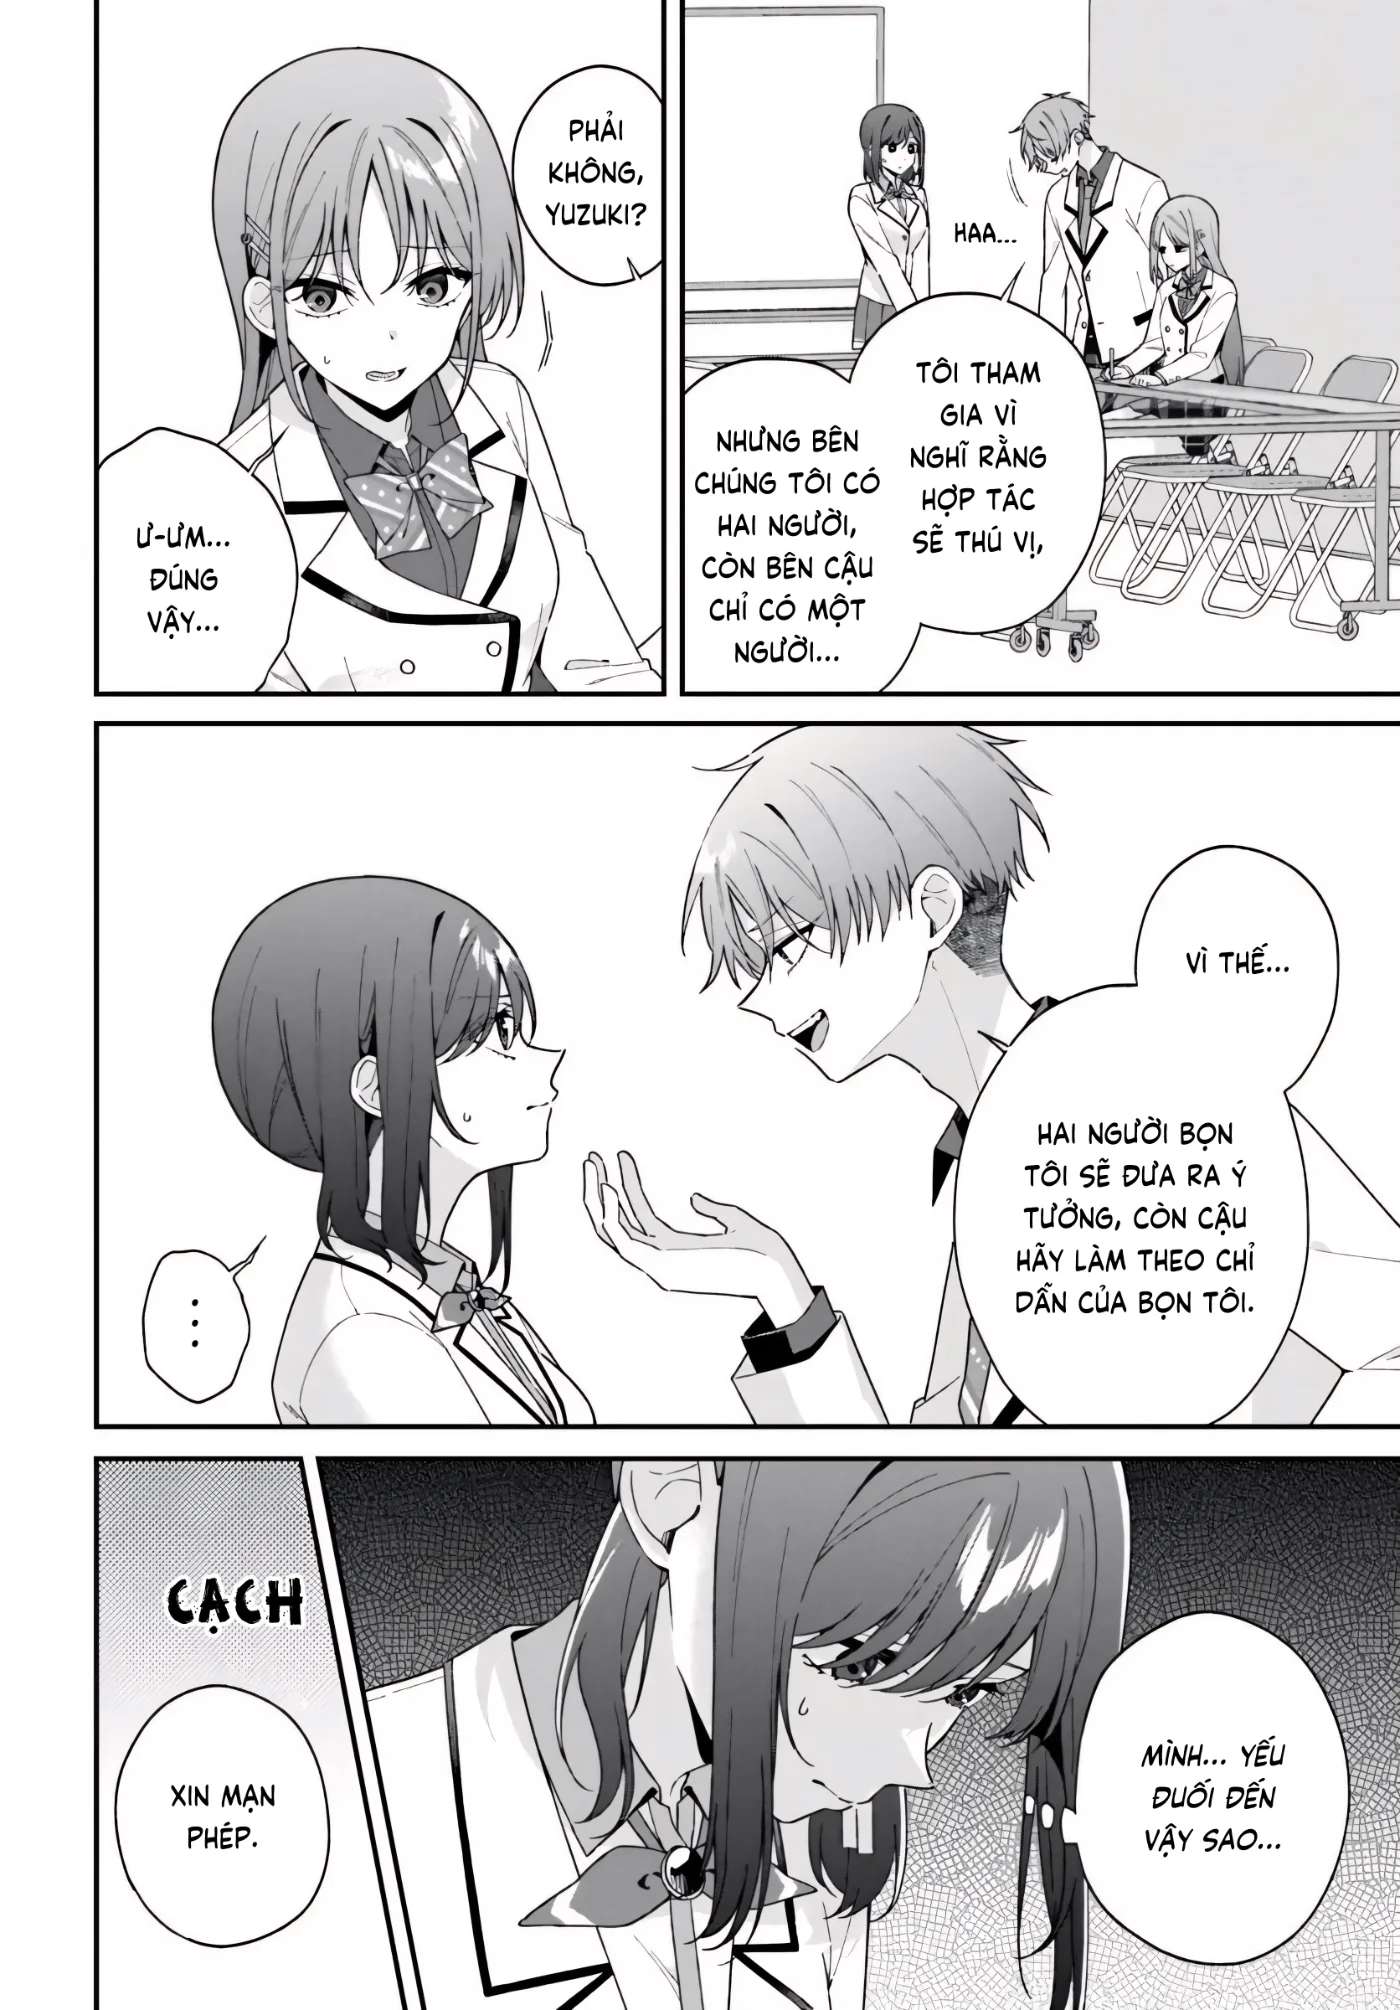 HAA...
TÔI THAM
GIA VÌ
NGHĨ RẰNG
HỢP TÁC
SẼ THÚ VỊ,
NHƯNG BÊN
CHÚNG TÔI CÓ
HAI NGƯỜI,
CÒN BÊN CẬU
CHỈ CÓ MỘT
NGƯỜI...
PHẢI
KHÔNG,
YUZUKI?
Ư-ƯM...
ĐÚNG
VẬY...
VÌ THẾ...
HAI NGƯỜI BỌN
TÔI SẼ ĐƯA RA Ý
TƯỞNG, CÒN CẬU
HÃY LÀM THEO CHỈ
DẪN CỦA BỌN TÔI.
...
MÌNH... YẾU
ĐUỐI ĐẾN
VẬY SAO...
CẠCH
XIN MẠN
PHÉP.